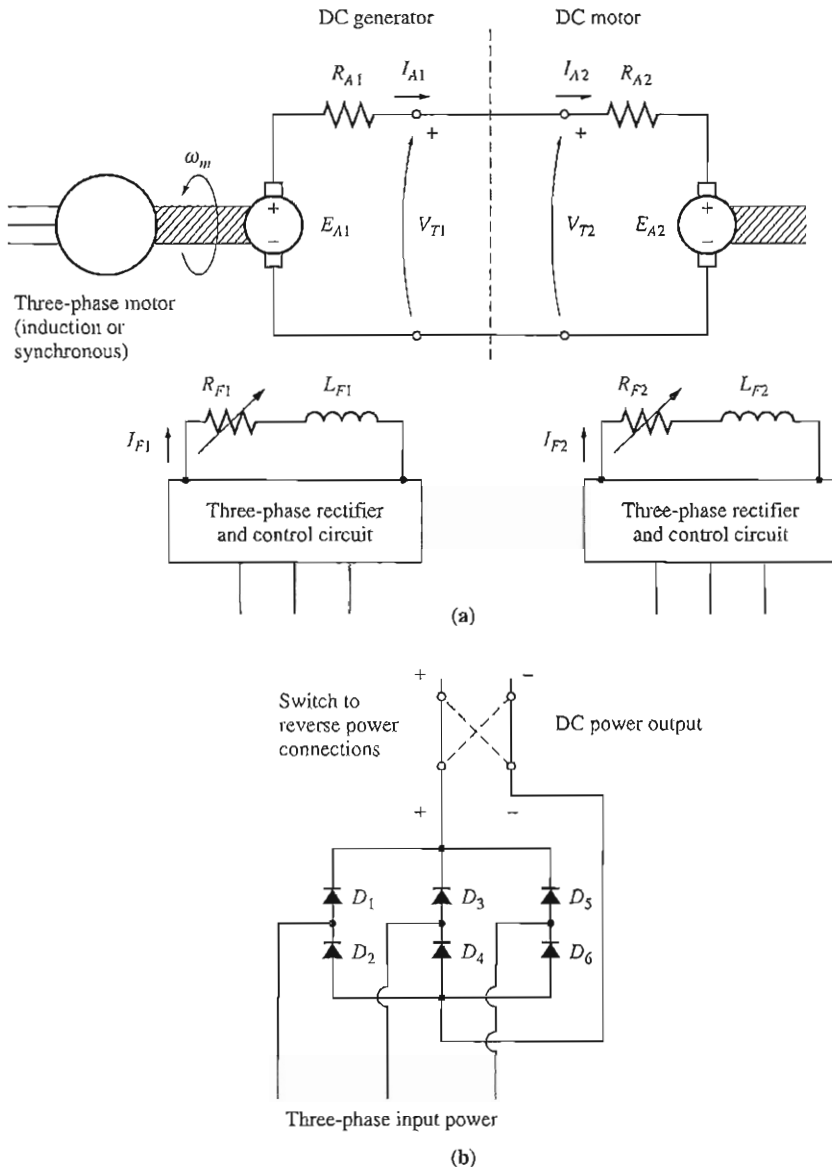 DC generator
DC motor
R_A1
I_A1
I_A2
R_A2
+
+
ω_m
+
−
E_A1
V_T1
V_T2
E_A2
+
−
Three-phase motor
(induction or
synchronous)
R_F1
L_F1
I_F1
Three-phase rectifier
and control circuit
R_F2
L_F2
I_F2
Three-phase rectifier
and control circuit
(a)
+
−
Switch to
reverse power
connections
DC power output
+
−
D_1
D_3
D_5
D_2
D_4
D_6
Three-phase input power
(b)